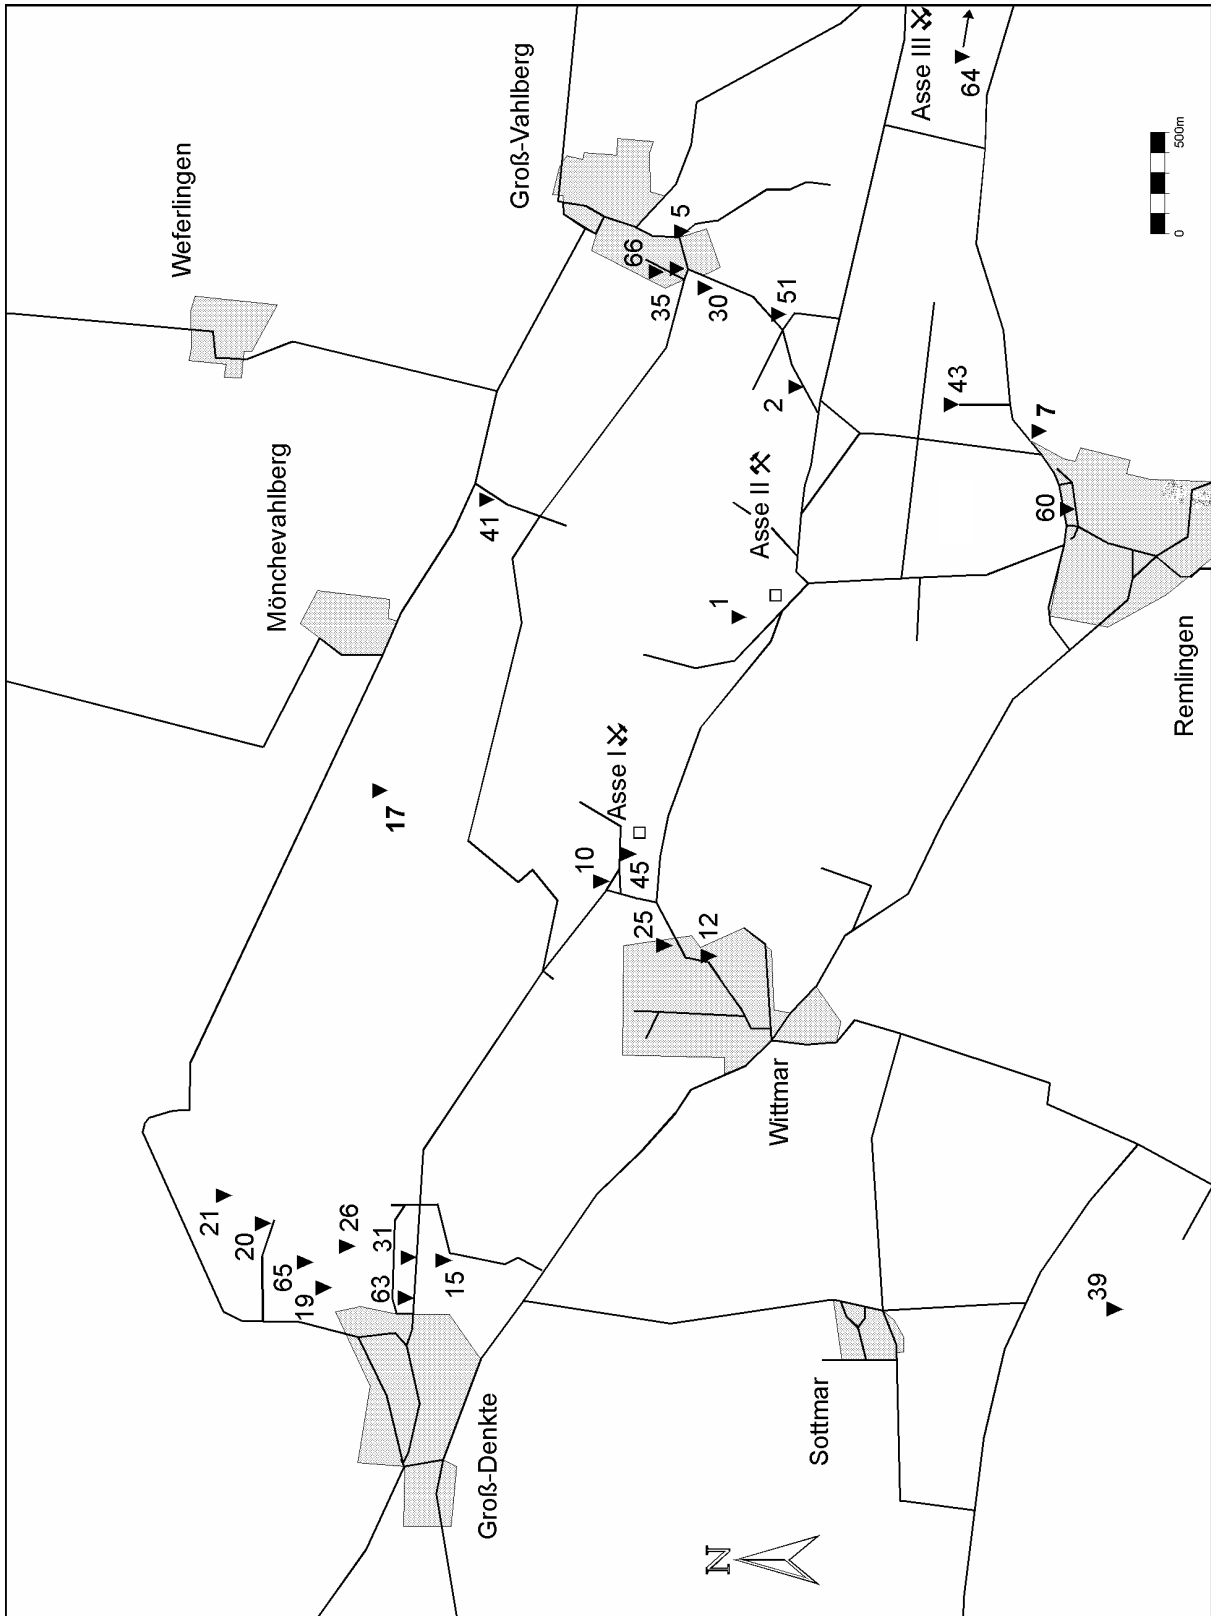 Weferlingen
Groß-Vahlberg
Mönchevahlberg
Asse III
64
5
66
35
30
51
2
43
7
60
500m
0
41
Asse II
1
17
Asse I
10
45
25
12
Remlingen
Wittmar
21
20
65
19
26
31
63
15
Groß-Denkte
39
Sottmar
N